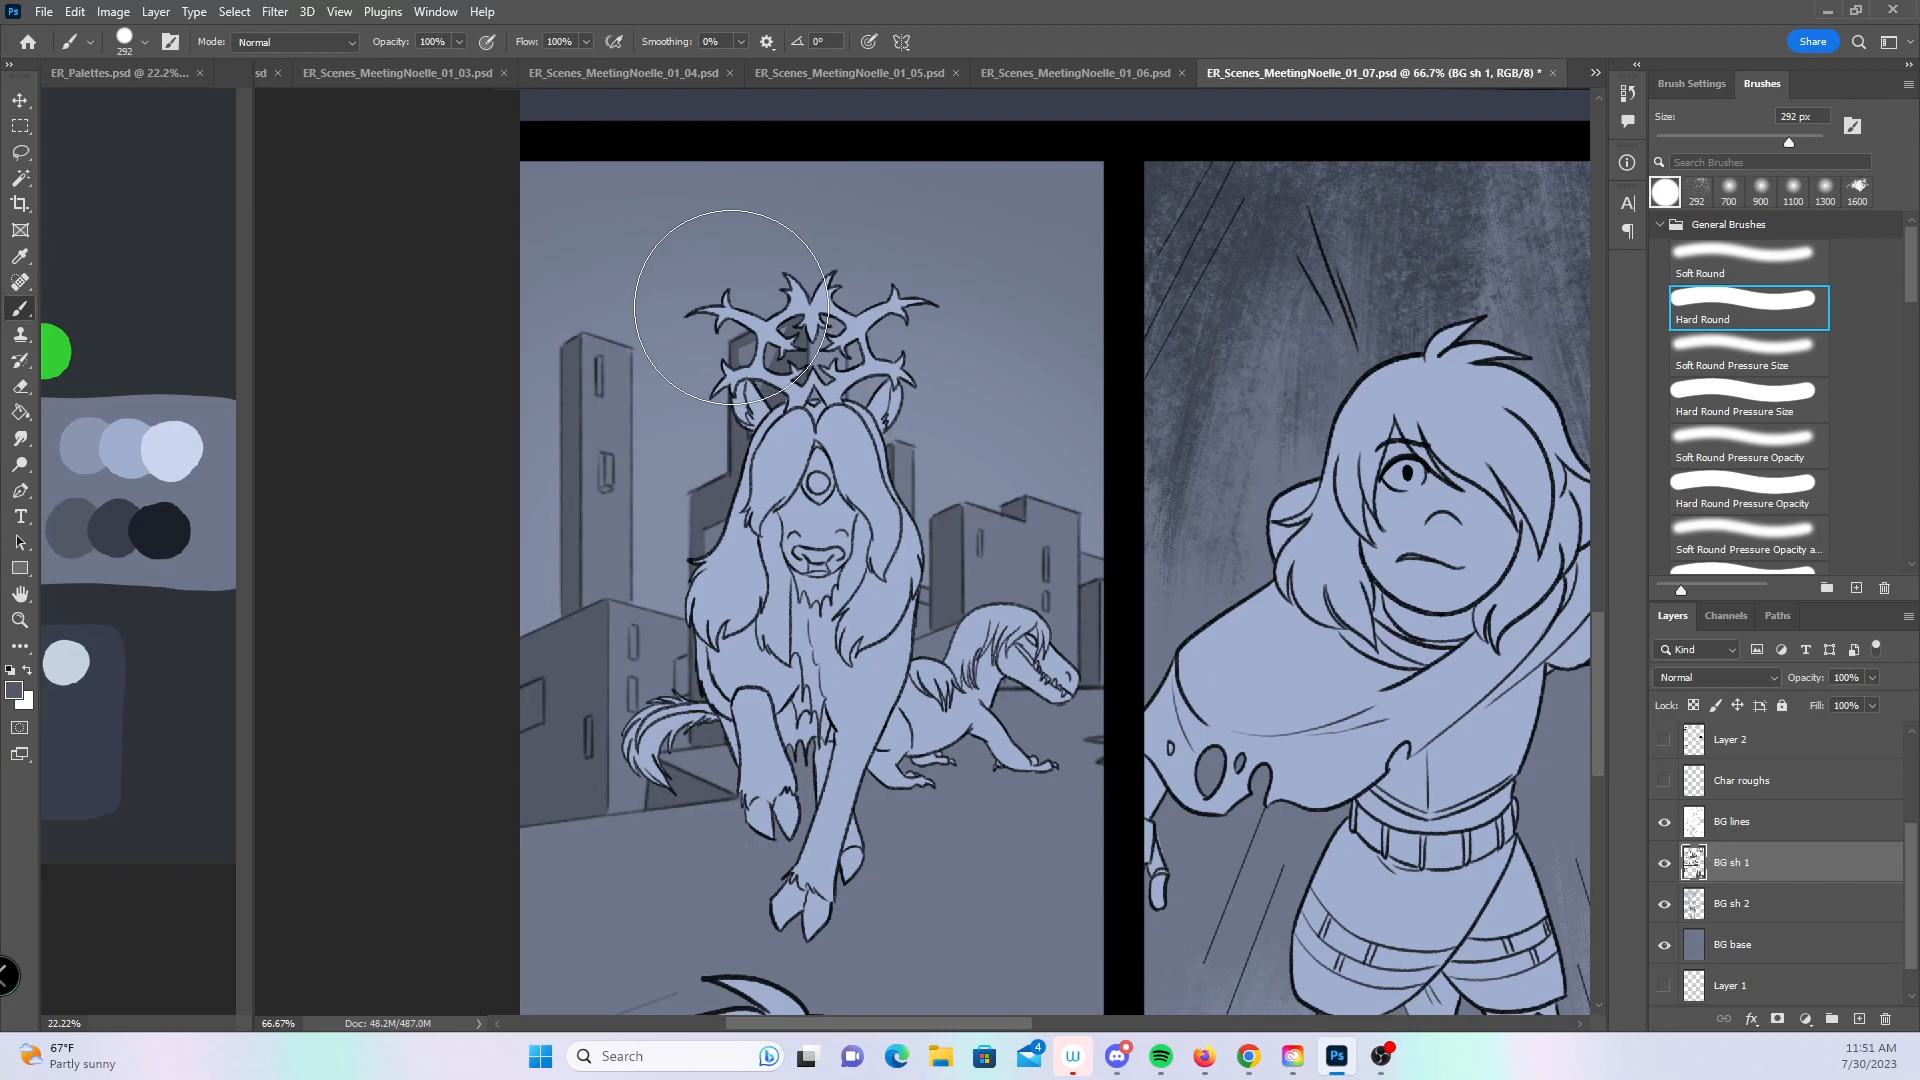 Ps File Edit Image Layer Type Select Filter 3D View Plugins Window Help
292 Mode: Normal Opacity: 100% Flow: 100% Smoothing: 0% 0° Share
ER_Palettes.psd @ 22.2%... × sd × ER_Scenes_MeetingNoelle_01_03.psd × ER_Scenes_MeetingNoelle_01_04.psd × ER_Scenes_MeetingNoelle_01_05.psd × ER_Scenes_MeetingNoelle_01_06.psd × ER_Scenes_MeetingNoelle_01_07.psd @ 66.7% (BG sh 1, RGB/8) * ×
Brush Settings Brushes
Size: 292 px
Search Brushes
292 700 900 1100 1300 1600
General Brushes
Soft Round
Hard Round
Soft Round Pressure Size
Hard Round Pressure Size
Soft Round Pressure Opacity
Hard Round Pressure Opacity
Soft Round Pressure Opacity a...
Layers Channels Paths
Kind
Normal Opacity: 100%
Lock: Fill: 100%
Layer 2
Char roughs
BG lines
BG sh 1
BG sh 2
BG base
Layer 1
fx
22.22% 66.67% Doc: 48.2M/487.0M
67°F
Partly sunny
Search
4
Ps
11:51 AM
7/30/2023